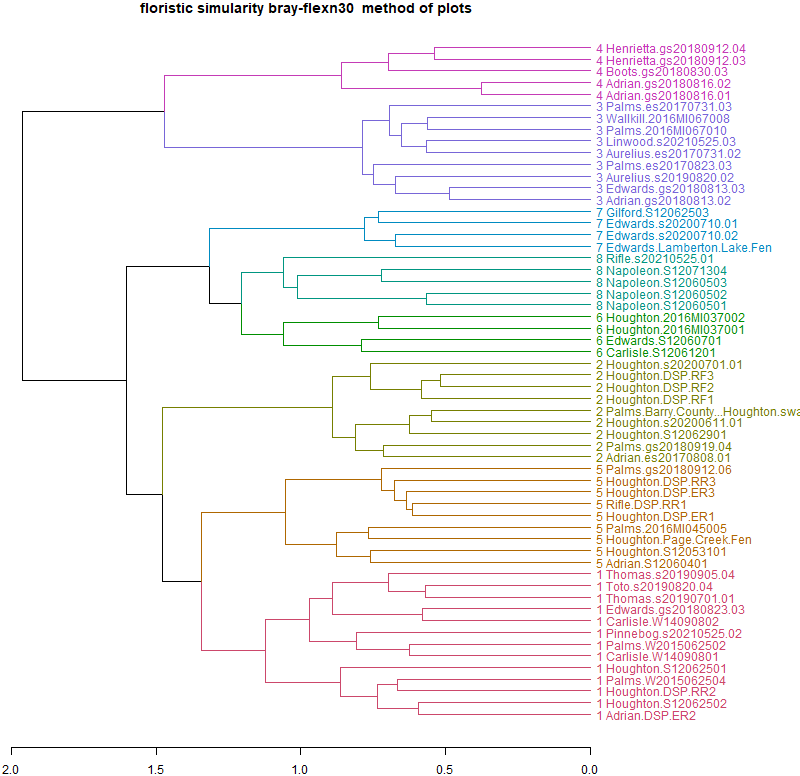 floristic simularity bray-flexn30 method of plots
4 Henrietta.gs20180912.04
4 Henrietta.gs20180912.03
4 Boots.gs20180830.03
4 Adrian.gs20180816.02
4 Adrian.gs20180816.01
3 Palms.es20170731.03
3 Wallkill.2016MI067008
3 Palms.2016MI067010
3 Linwood.s20210525.03
3 Aurelius.es20170731.02
3 Palms.es20170823.03
3 Aurelius.s20190820.02
3 Edwards.gs20180813.03
3 Adrian.gs20180813.02
7 Gilford.S12062503
7 Edwards.s20200710.01
7 Edwards.s20200710.02
7 Edwards.Lamberton.Lake.Fen
8 Rifle.s20210525.01
8 Napoleon.S12071304
8 Napoleon.S12060503
8 Napoleon.S12060502
8 Napoleon.S12060501
6 Houghton.2016MI037002
6 Houghton.2016MI037001
6 Edwards.S12060701
6 Carlisle.S12061201
2 Houghton.s20200701.01
2 Houghton.DSP.RF3
2 Houghton.DSP.RF2
2 Houghton.DSP.RF1
2 Palms.Barry.County...Houghton.swa
2 Houghton.s20200611.01
2 Houghton.S12062901
2 Palms.gs20180919.04
2 Adrian.es20170808.01
5 Palms.gs20180912.06
5 Houghton.DSP.RR3
5 Houghton.DSP.ER3
5 Rifle.DSP.RR1
5 Houghton.DSP.ER1
5 Palms.2016MI045005
5 Houghton.Page.Creek.Fen
5 Houghton.S12053101
5 Adrian.S12060401
1 Thomas.s20190905.04
1 Toto.s20190820.04
1 Thomas.s20190701.01
1 Edwards.gs20180823.03
1 Carlisle.W14090802
1 Pinnebog.s20210525.02
1 Palms.W2015062502
1 Carlisle.W14090801
1 Houghton.S12062501
1 Palms.W2015062504
1 Houghton.DSP.RR2
1 Houghton.S12062502
1 Adrian.DSP.ER2
2.0 1.5 1.0 0.5 0.0